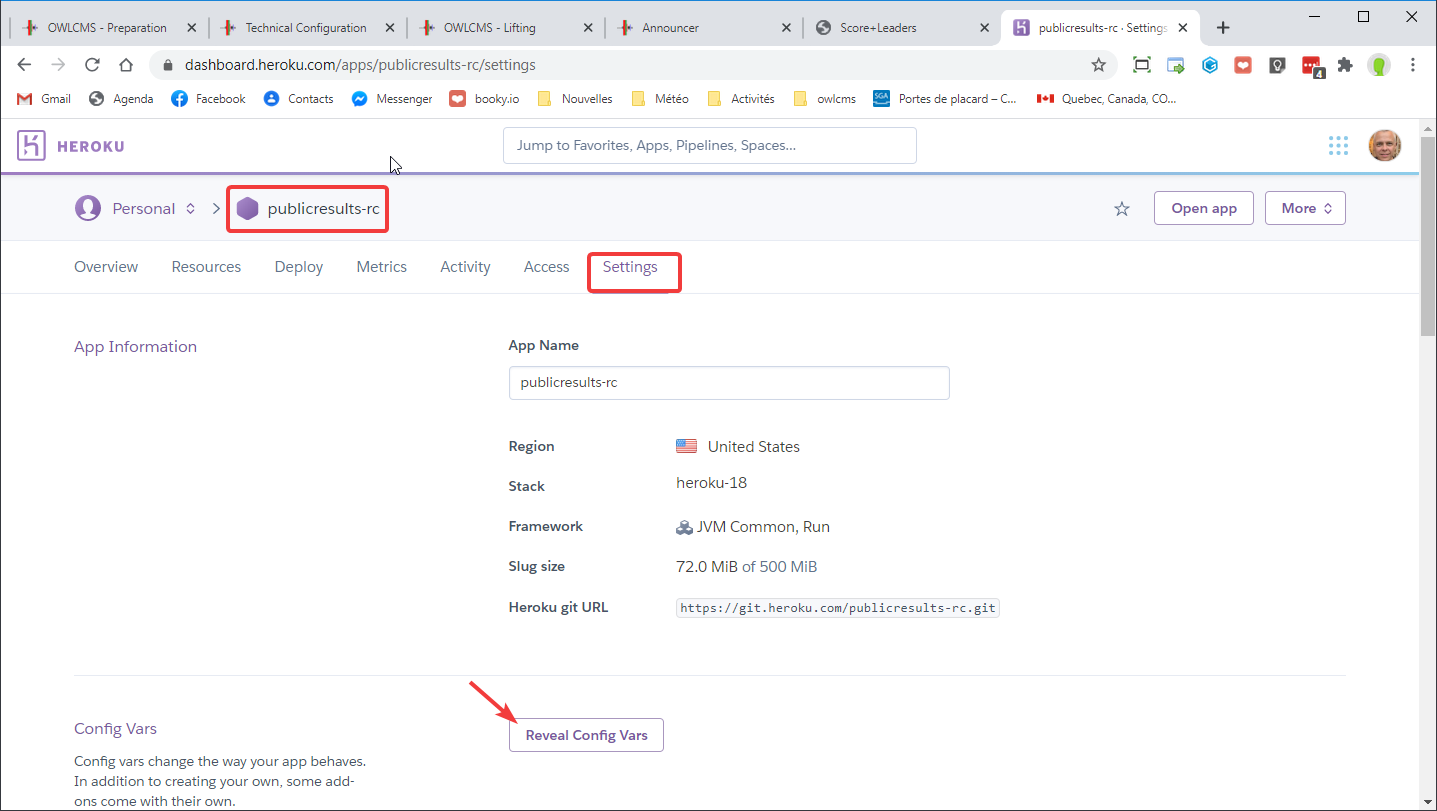 OWLCMS - Preparation
Technical Configuration
OWLCMS - Lifting
Announcer
Score+Leaders
publicresults-rc · Settings
dashboard.heroku.com/apps/publicresults-rc/settings
4
Gmail
Agenda
Facebook
Contacts
Messenger
booky.io
Nouvelles
Météo
Activités
owlcms
SGA
Portes de placard – C...
Quebec, Canada, CO...
HEROKU
Jump to Favorites, Apps, Pipelines, Spaces...
Personal
publicresults-rc
Open app
More
Overview
Resources
Deploy
Metrics
Activity
Access
Settings
App Information
App Name
publicresults-rc
Region
United States
Stack
heroku-18
Framework
JVM Common, Run
Slug size
72.0 MiB of 500 MiB
Heroku git URL
https://git.heroku.com/publicresults-rc.git
Config Vars
Reveal Config Vars
Config vars change the way your app behaves.
In addition to creating your own, some add-
ons come with their own.